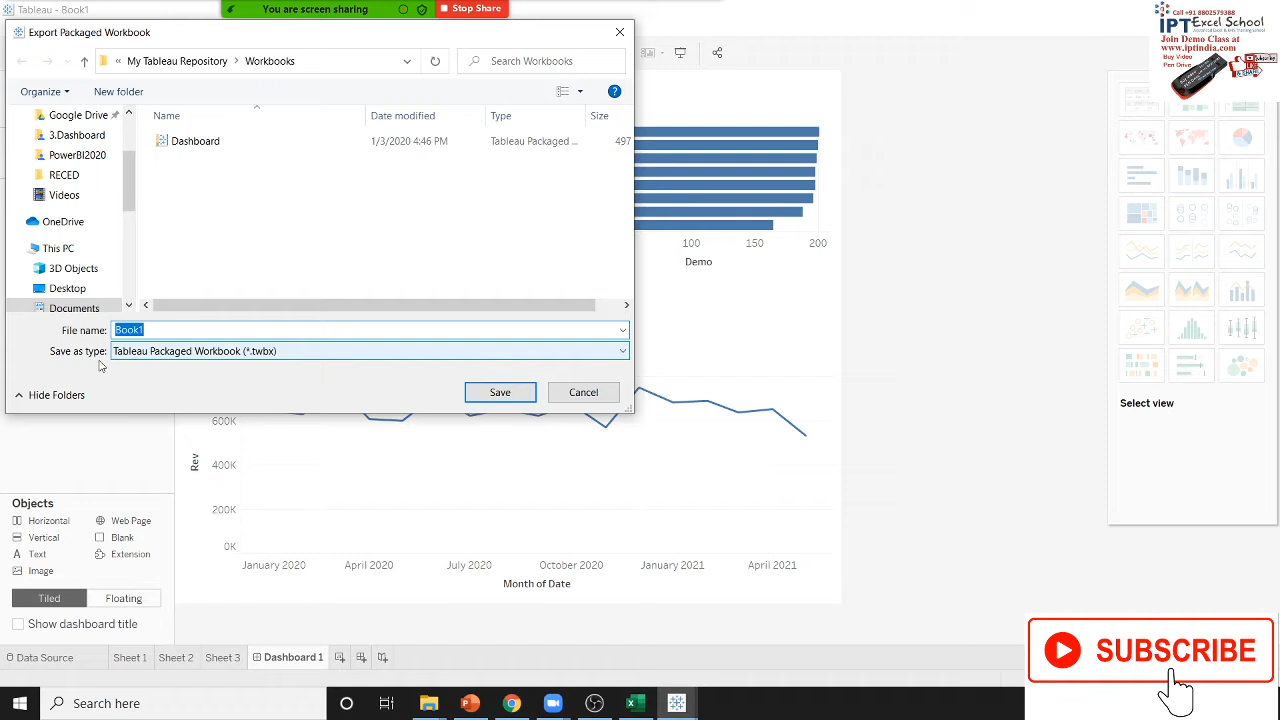 Tableau - Book1
You are screen sharing
Stop Share
Export Packaged Workbook
« My Tableau Repository > Workbooks
Search Workbooks
Organize
New folder
Name
Date modified
Type
Size
Google Drive
3.Dashboard
PowerBI2020
RECED
Videos
OneDrive
This PC
3D Objects
Desktop
Documents
Dashboard
1/3/2020 4:46 PM
Tableau Packaged ...
497
File name:
Book1
Save as type:
Tableau Packaged Workbook (*.twbx)
Hide Folders
Save
Cancel
100
150
200
Demo
600K
400K
200K
0K
Rev
January 2020
April 2020
July 2020
October 2020
January 2021
April 2021
Month of Date
Objects
Horizontal
Web Page
Vertical
Blank
Text
Extension
Image
Tiled
Floating
Show dashboard title
Data Source
Sheet 1
Sheet 2
Sheet 3
Dashboard 1
Select view
Call +91 8802579388
IPT Excel School
Advanced Excel & MIS Training School
Join Demo Class at
www.iptindia.com
Buy Video
Pen Drive
SUBSCRIBE
Search here